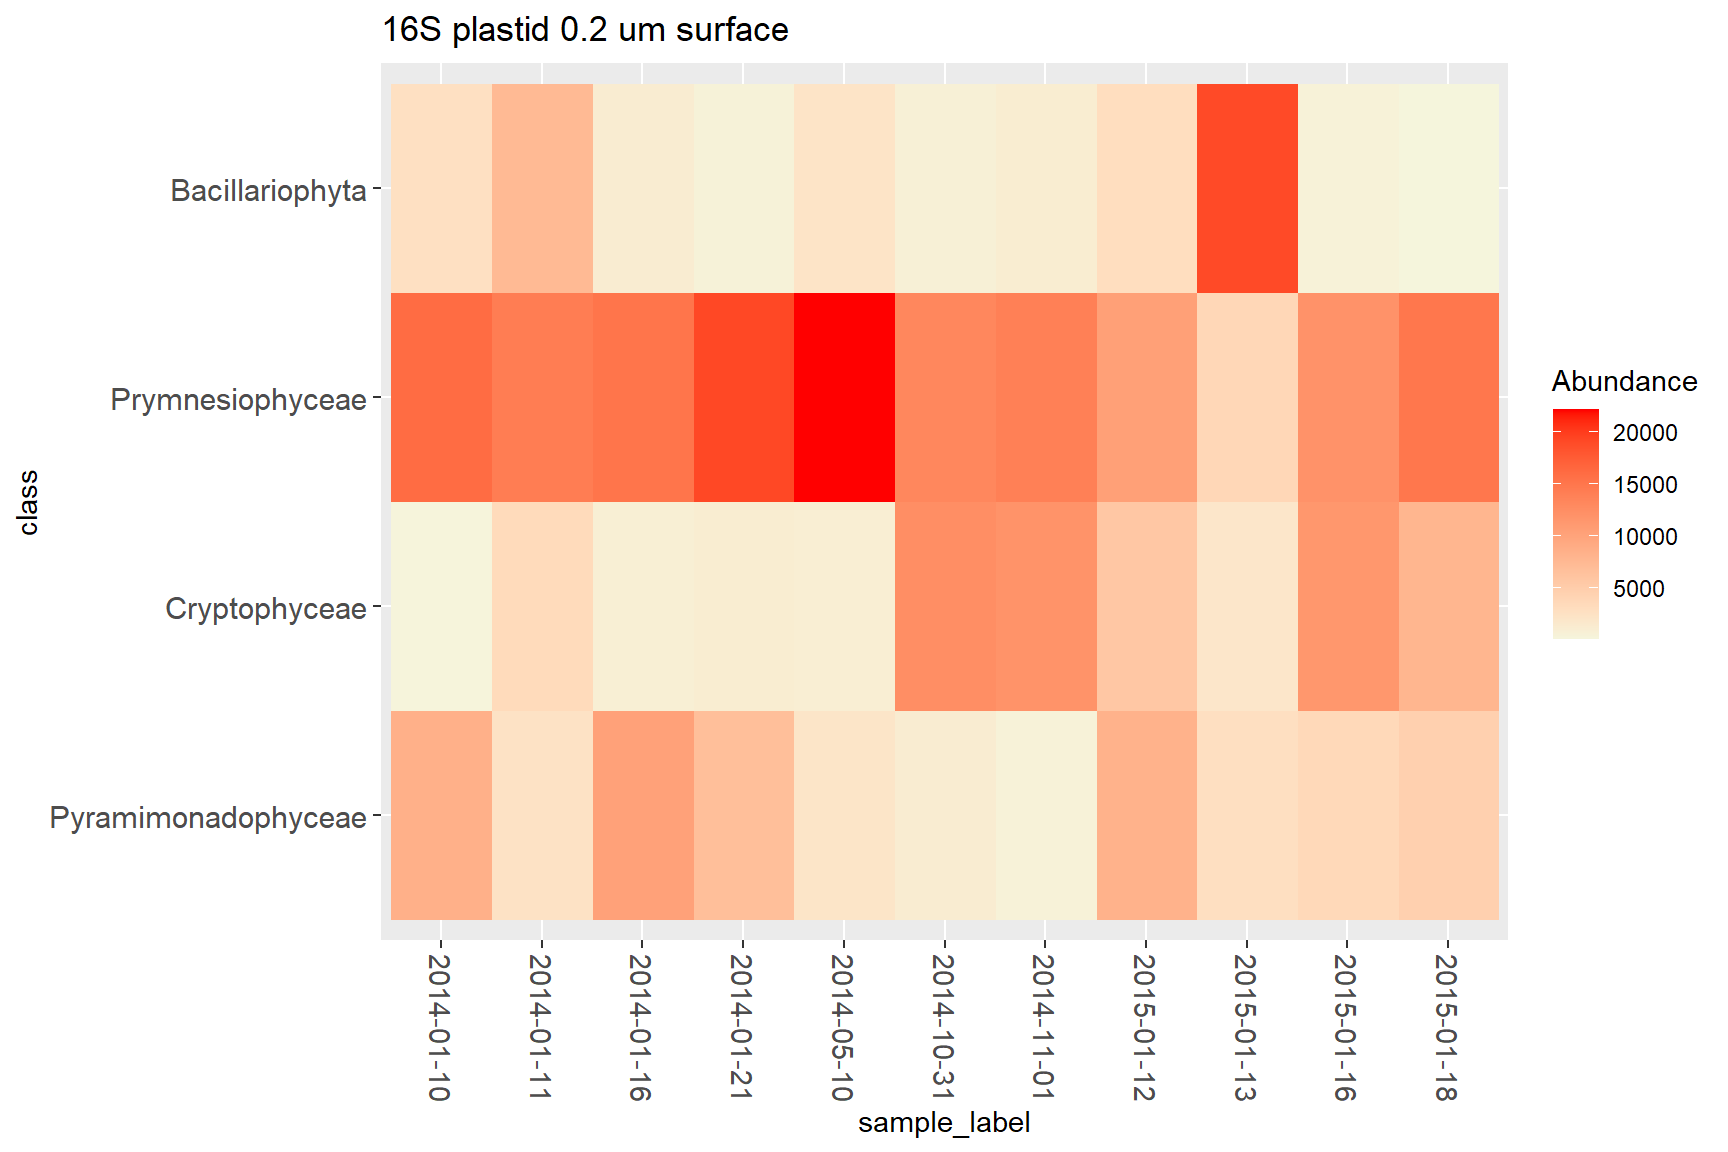 16S plastid 0.2 um surface
Bacillariophyta
Prymnesiophyceae
Cryptophyceae
Pyramimonadophyceae
class
2014-01-10
2014-01-11
2014-01-16
2014-01-21
2014-05-10
2014-10-31
2014-11-01
2015-01-12
2015-01-13
2015-01-16
2015-01-18
sample_label
Abundance
20000
15000
10000
5000